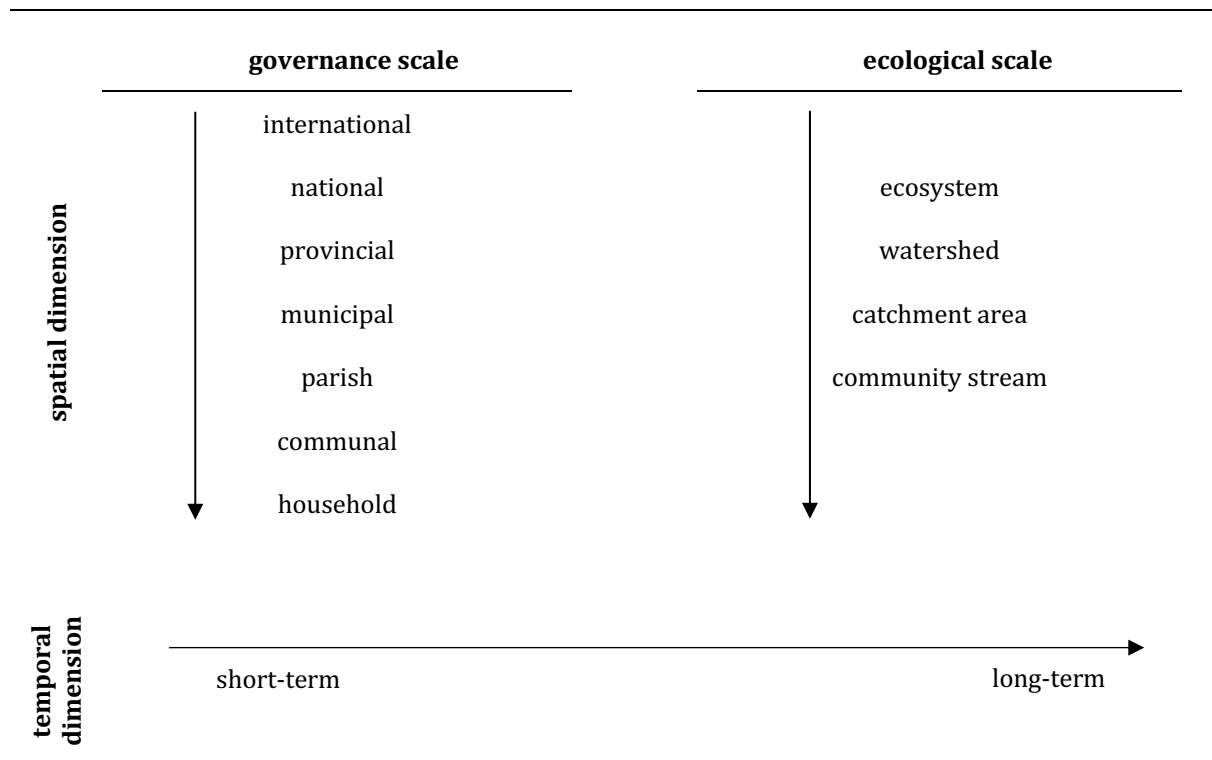 governance scale
ecological scale
spatial dimension
international
national
ecosystem
provincial
watershed
municipal
catchment area
parish
community stream
communal
household
temporal
dimension
short-term
long-term